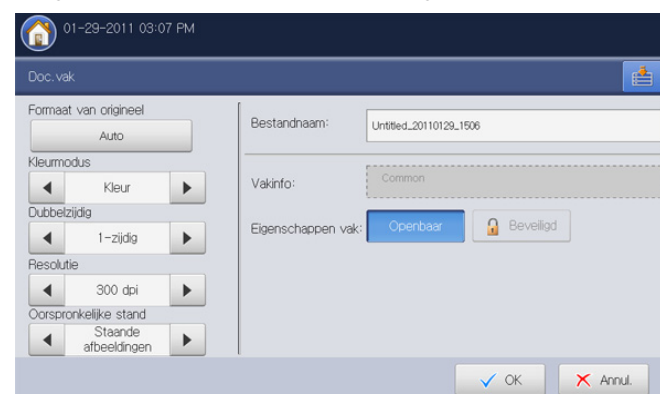 01-29-2011 03:07 PM
Doc.vak
Formaat van origineel
Auto
Kleurmodus
Kleur
Dubbelzijdig
1-zijdig
Resolutie
300 dpi
Oorspronkelijke stand
Staande
afbeeldingen
Bestandnaam:
Untitled_20110129_1506
Vakinfo:
Common
Eigenschappen vak:
Openbaar
Beveiligd
OK
Annul.